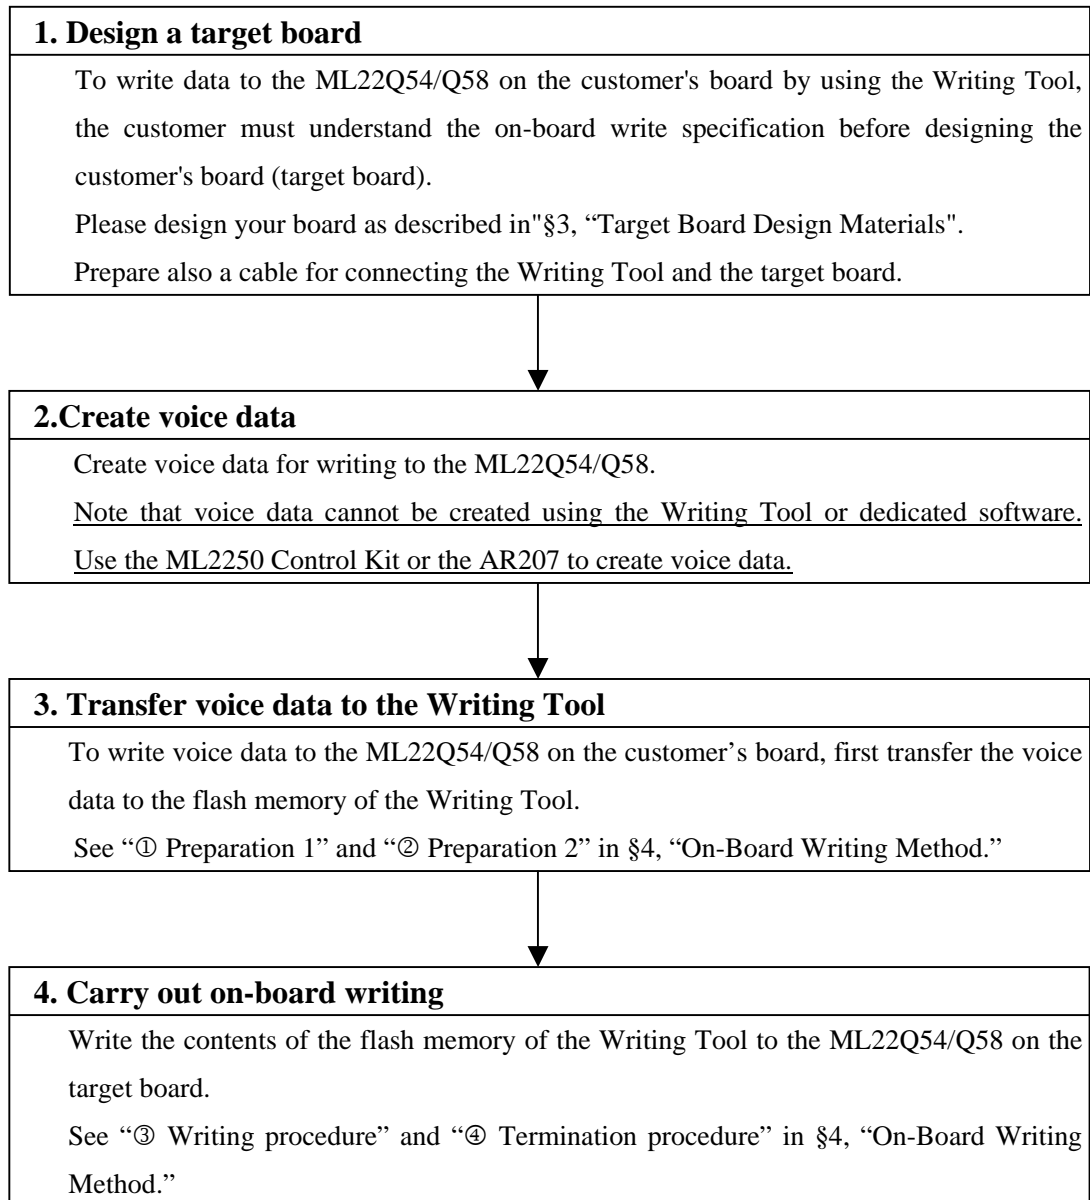 1. Design a target board
To write data to the ML22Q54/Q58 on the customer's board by using the Writing Tool,
the customer must understand the on-board write specification before designing the
customer's board (target board).
Please design your board as described in"§3, “Target Board Design Materials".
Prepare also a cable for connecting the Writing Tool and the target board.
2.Create voice data
Create voice data for writing to the ML22Q54/Q58.
Note that voice data cannot be created using the Writing Tool or dedicated software.
Use the ML2250 Control Kit or the AR207 to create voice data.
3. Transfer voice data to the Writing Tool
To write voice data to the ML22Q54/Q58 on the customer’s board, first transfer the voice
data to the flash memory of the Writing Tool.
See “① Preparation 1” and “② Preparation 2” in §4, “On-Board Writing Method.”
4. Carry out on-board writing
Write the contents of the flash memory of the Writing Tool to the ML22Q54/Q58 on the
target board.
See “③ Writing procedure” and “④ Termination procedure” in §4, “On-Board Writing
Method.”